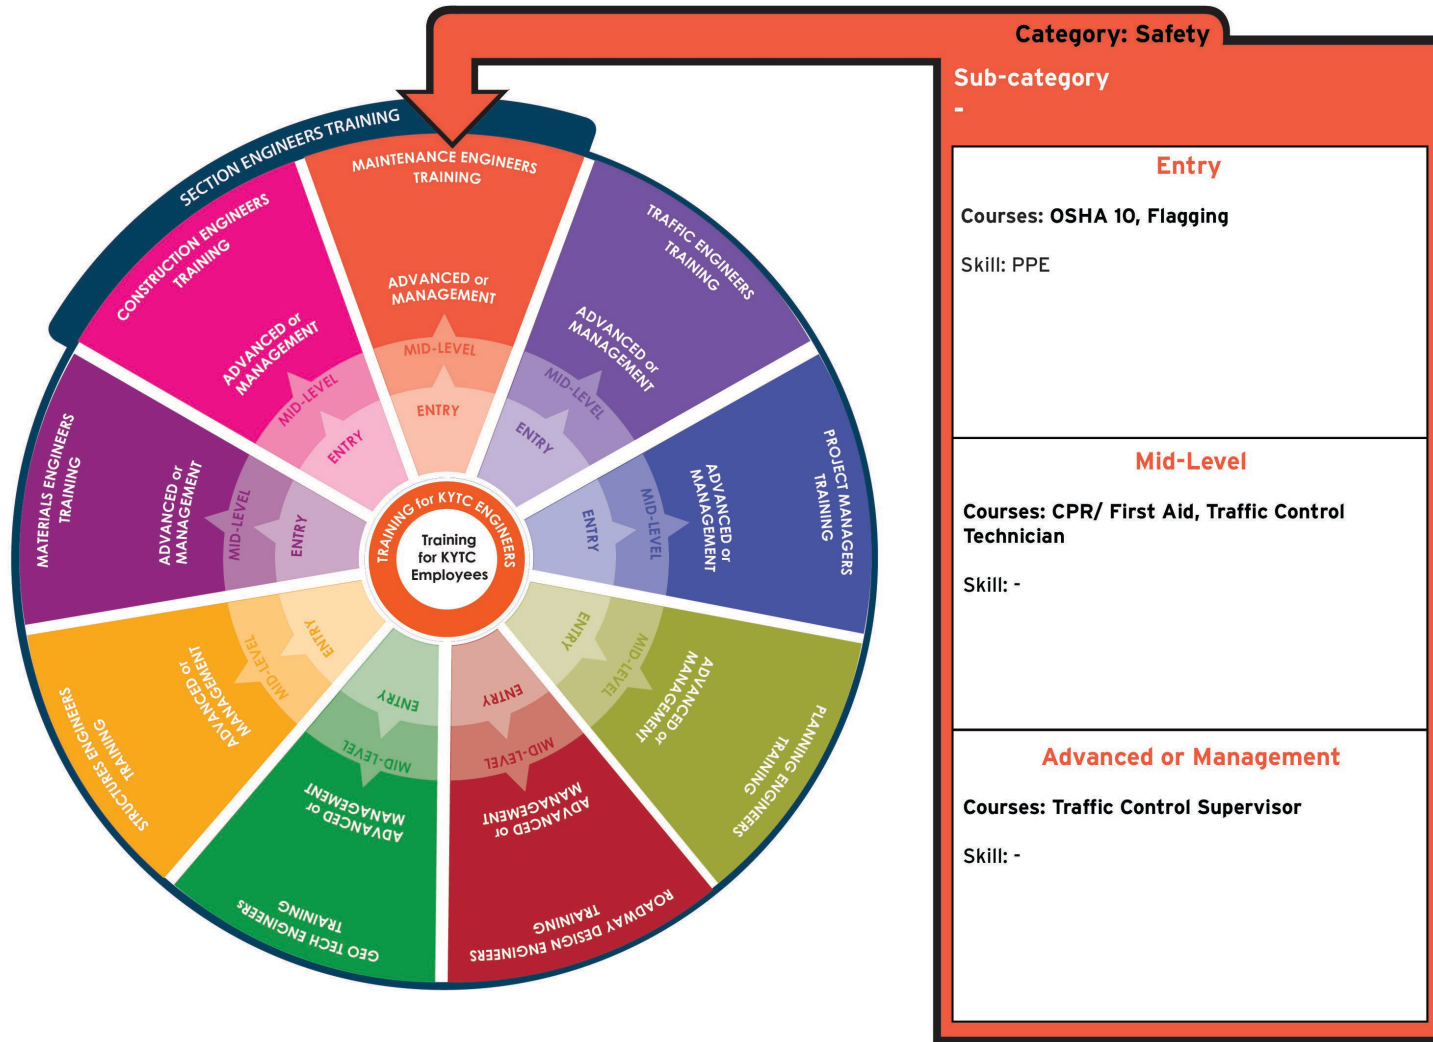 Category: Safety
Sub-category
-
Entry
Courses: OSHA 10, Flagging
Skill: PPE
Mid-Level
Courses: CPR/ First Aid, Traffic Control
Technician
Skill: -
Advanced or Management
Courses: Traffic Control Supervisor
Skill: -
SECTION ENGINEERS TRAINING
MAINTENANCE ENGINEERS
TRAINING
ADVANCED or
MANAGEMENT
MID-LEVEL
ENTRY
TRAFFIC ENGINEERS
TRAINING
ADVANCED or
MANAGEMENT
MID-LEVEL
ENTRY
PROJECT MANAGERS
TRAINING
ADVANCED or
MANAGEMENT
MID-LEVEL
ENTRY
PLANNING ENGINEERS
TRAINING
ADVANCED or
MANAGEMENT
MID-LEVEL
ENTRY
ROADWAY DESIGN ENGINEERS
TRAINING
ADVANCED or
MANAGEMENT
MID-LEVEL
ENTRY
GEO TECH ENGINEERs
TRAINING
ADVANCED or
MANAGEMENT
MID-LEVEL
ENTRY
STRUCTURES ENGINEERS
TRAINING
ADVANCED or
MANAGEMENT
MID-LEVEL
ENTRY
MATERIALS ENGINEERS
TRAINING
ADVANCED or
MANAGEMENT
MID-LEVEL
ENTRY
CONSTRUCTION ENGINEERS
TRAINING
ADVANCED or
MANAGEMENT
MID-LEVEL
ENTRY
TRAINING for KYTC ENGINEERS
Training
for KYTC
Employees